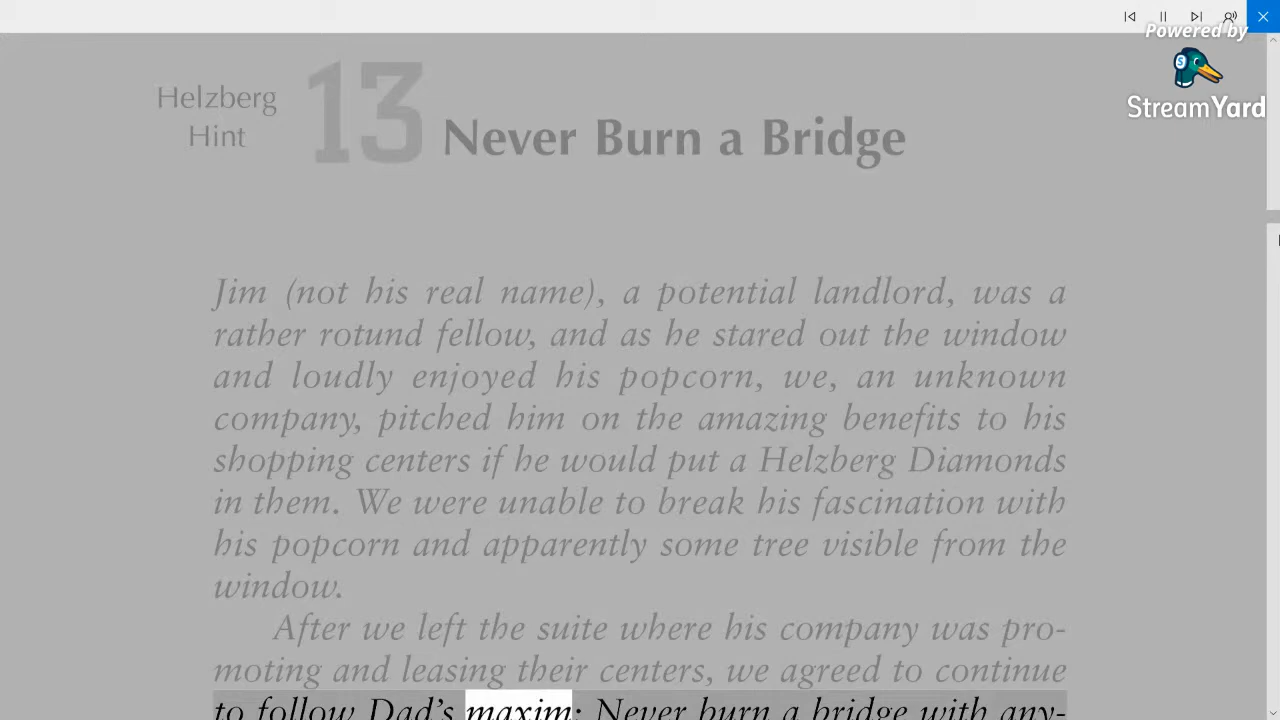 Powered by
StreamYard
Helzberg
Hint
13
Never Burn a Bridge
Jim (not his real name), a potential landlord, was a
rather rotund fellow, and as he stared out the window
and loudly enjoyed his popcorn, we, an unknown
company, pitched him on the amazing benefits to his
shopping centers if he would put a Helzberg Diamonds
in them. We were unable to break his fascination with
his popcorn and apparently some tree visible from the
window.
After we left the suite where his company was pro-
moting and leasing their centers, we agreed to continue
to follow Dad's maxim: Never burn a bridge with any-